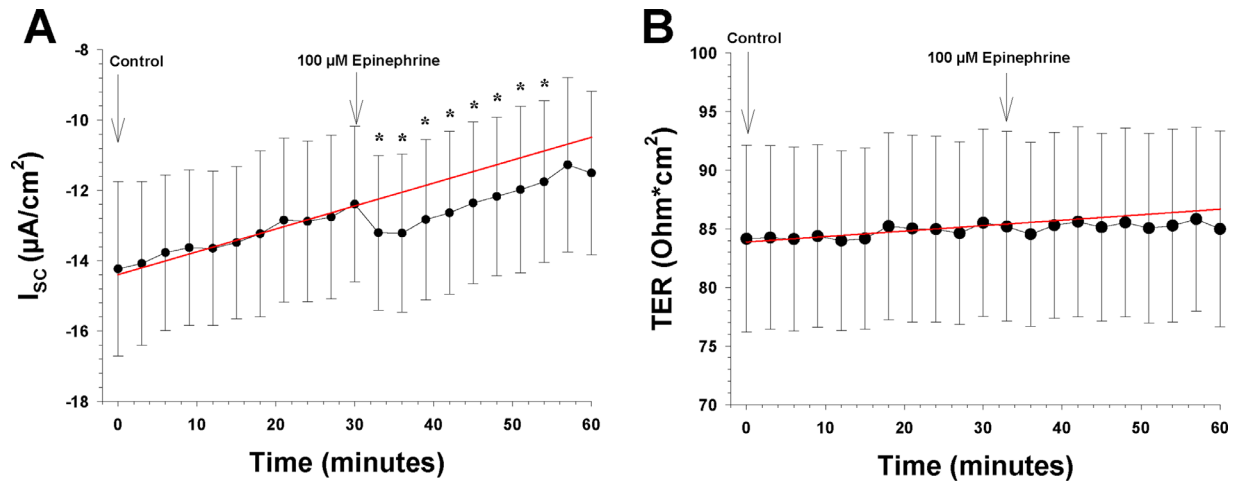 A
Control
100 µM Epinephrine
* * * * * * * *
-8
-10
-12
-14
-16
-18
I_SC (µA/cm²)
0 10 20 30 40 50 60
Time (minutes)
B
Control
100 µM Epinephrine
100
95
90
85
80
75
70
TER (Ohm*cm²)
0 10 20 30 40 50 60
Time (minutes)